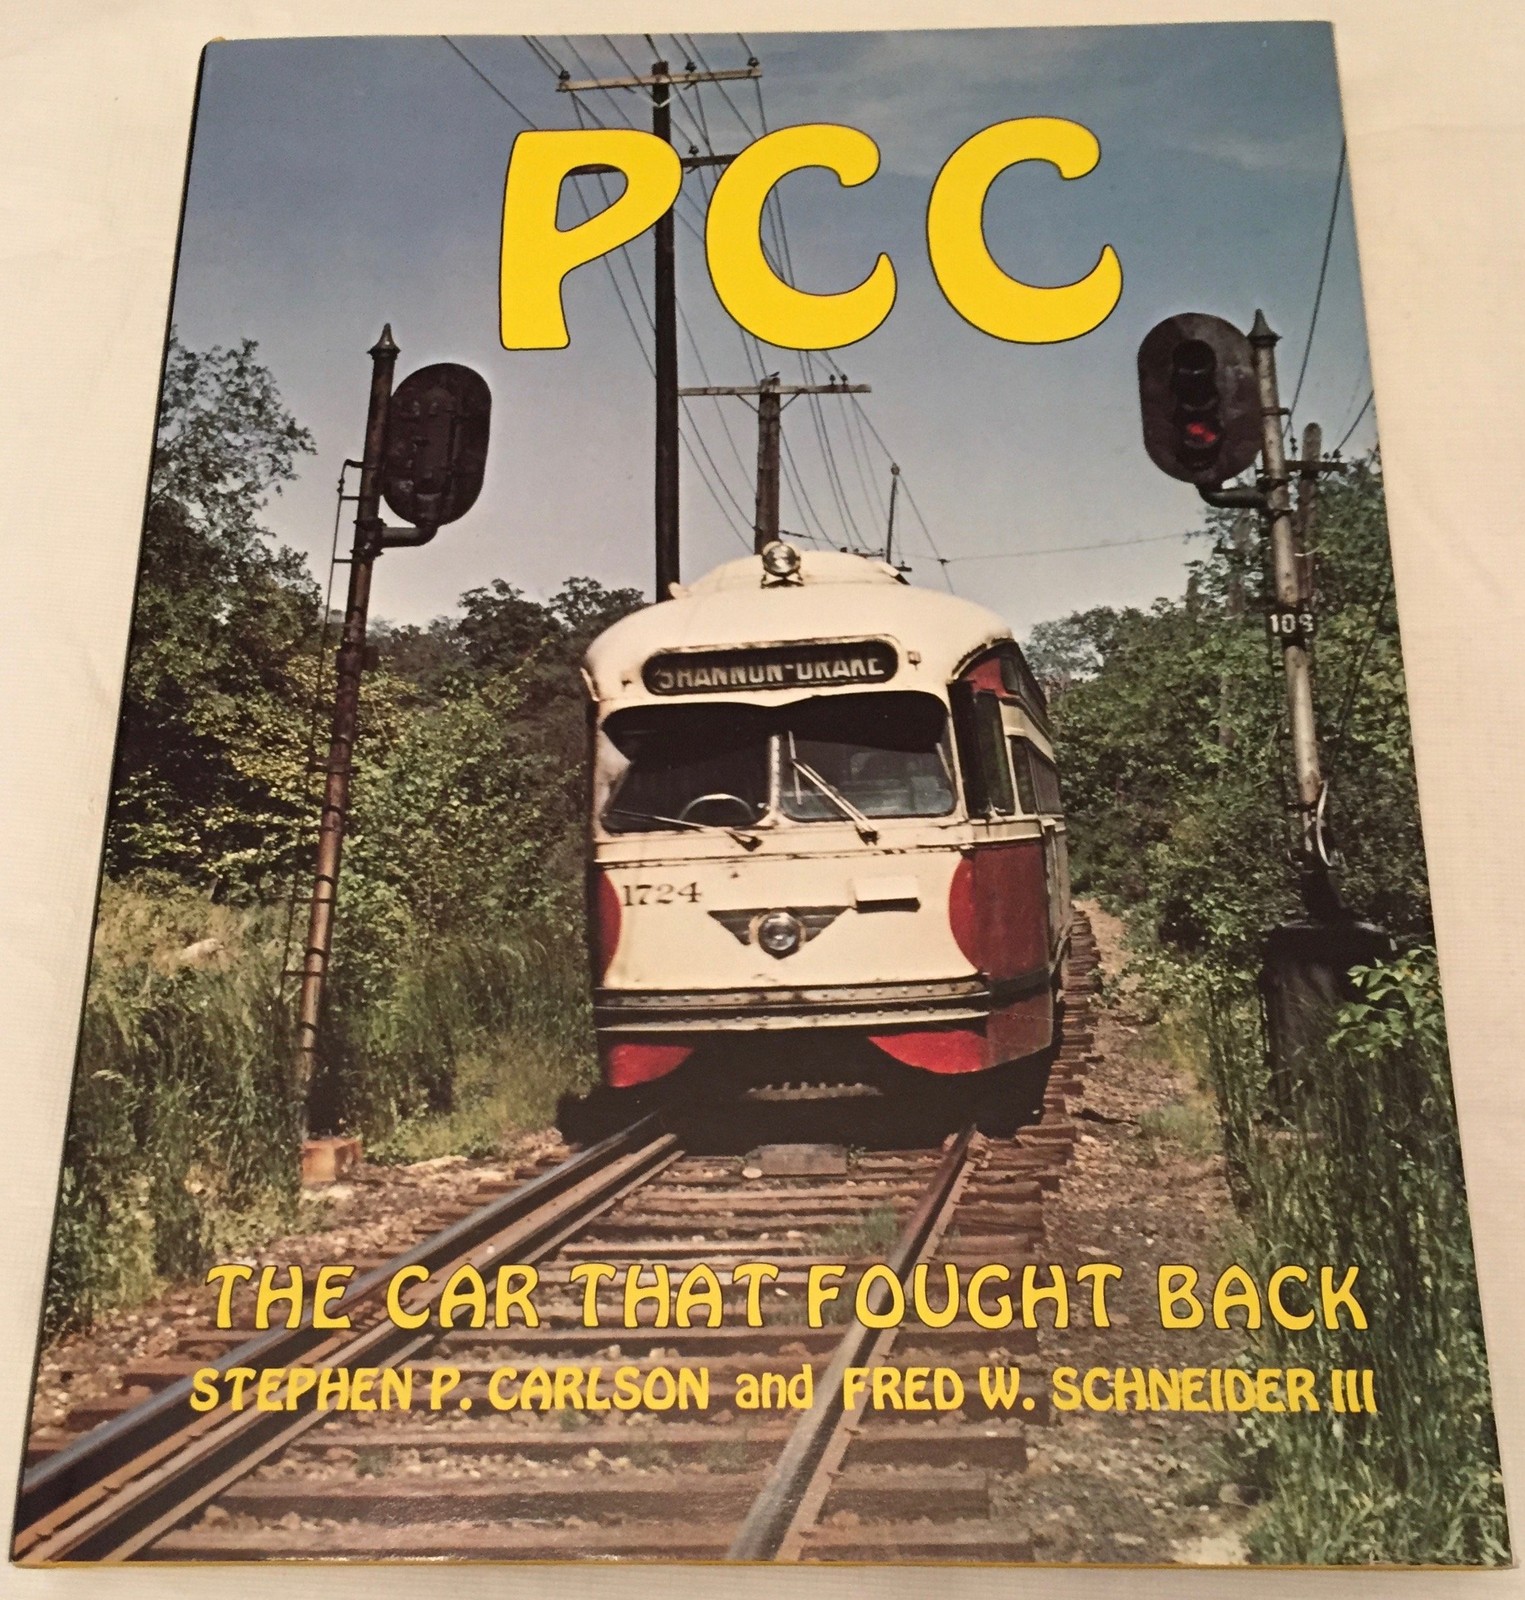 PCC
109
SHANNON-DRAKE
1724
THE CAR THAT FOUGHT BACK
STEPHEN P. CARLSON and FRED W. SCHNEIDER III